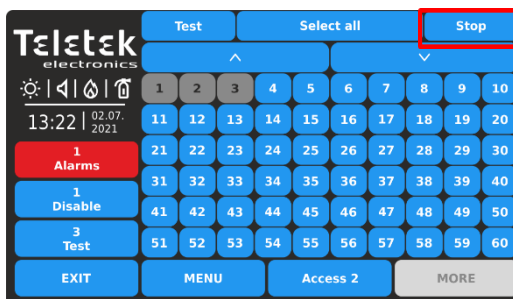 Teletek
electronics
13:22 | 02.07.
2021
1
Alarms
1
Disable
3
Test
EXIT
Test Select all Stop
1 2 3 4 5 6 7 8 9 10
11 12 13 14 15 16 17 18 19 20
21 22 23 24 25 26 27 28 29 30
31 32 33 34 35 36 37 38 39 40
41 42 43 44 45 46 47 48 49 50
51 52 53 54 55 56 57 58 59 60
MENU Access 2 MORE